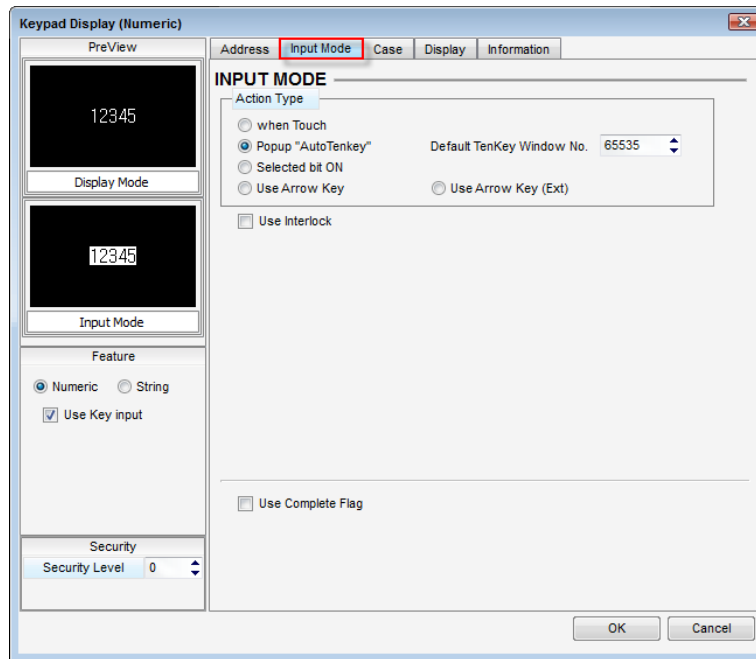 Keypad Display (Numeric)
PreView
12345
Display Mode
12345
Input Mode
Feature
Numeric String
Use Key input
Security
Security Level 0
Address Input Mode Case Display Information
INPUT MODE
Action Type
when Touch
Popup "AutoTenkey" Default TenKey Window No. 65535
Selected bit ON
Use Arrow Key Use Arrow Key (Ext)
Use Interlock
Use Complete Flag
OK Cancel